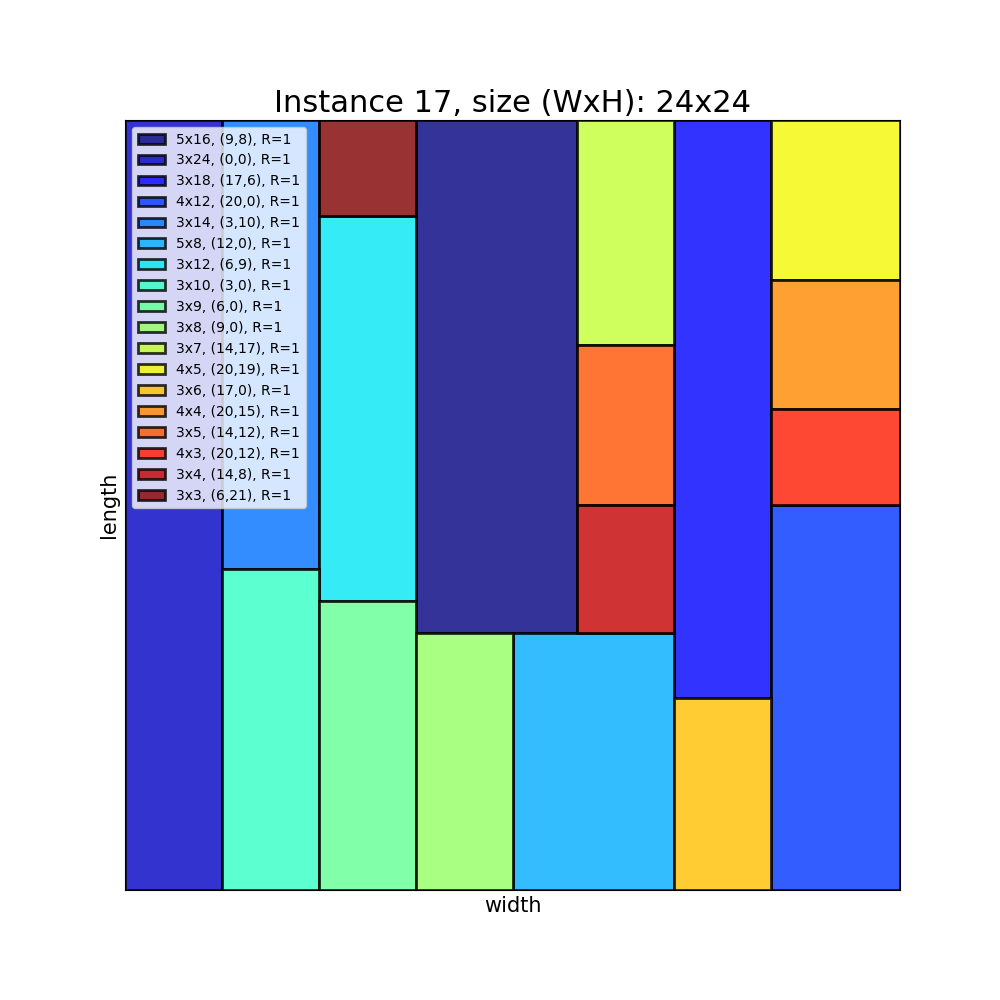 Instance 17, size (WxH): 24x24
5x16, (9,8), R=1
3x24, (0,0), R=1
3x18, (17,6), R=1
4x12, (20,0), R=1
3x14, (3,10), R=1
5x8, (12,0), R=1
3x12, (6,9), R=1
3x10, (3,0), R=1
3x9, (6,0), R=1
3x8, (9,0), R=1
3x7, (14,17), R=1
4x5, (20,19), R=1
3x6, (17,0), R=1
4x4, (20,15), R=1
3x5, (14,12), R=1
4x3, (20,12), R=1
3x4, (14,8), R=1
3x3, (6,21), R=1
length
width